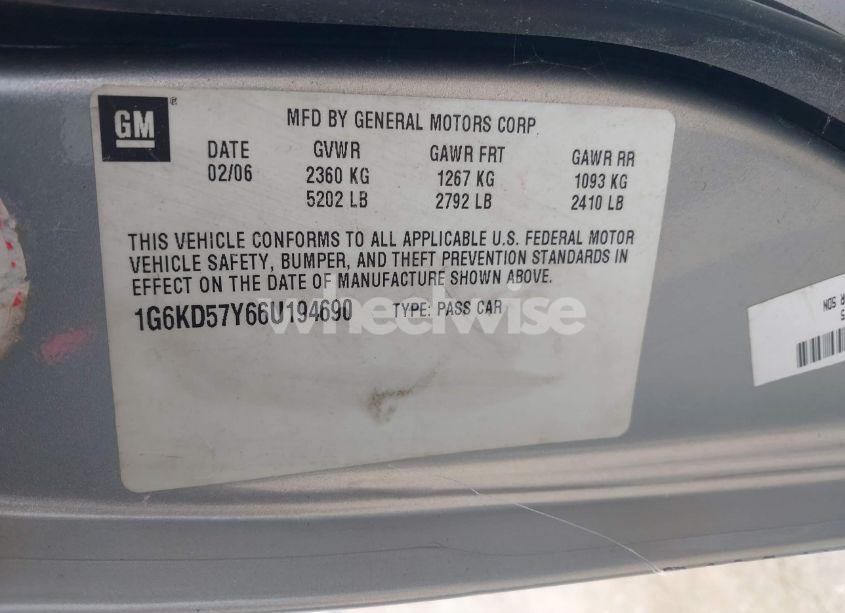 GM®
MFD BY GENERAL MOTORS CORP.
DATE GVWR GAWR FRT GAWR RR
02/06 2360 KG 1267 KG 1093 KG
5202 LB 2792 LB 2410 LB
THIS VEHICLE CONFORMS TO ALL APPLICABLE U.S. FEDERAL MOTOR
VEHICLE SAFETY, BUMPER, AND THEFT PREVENTION STANDARDS IN
EFFECT ON THE DATE OF MANUFACTURE SHOWN ABOVE.
1G6KD57Y66U194690 TYPE: PASS CAR
wheelwise
R SDN
S